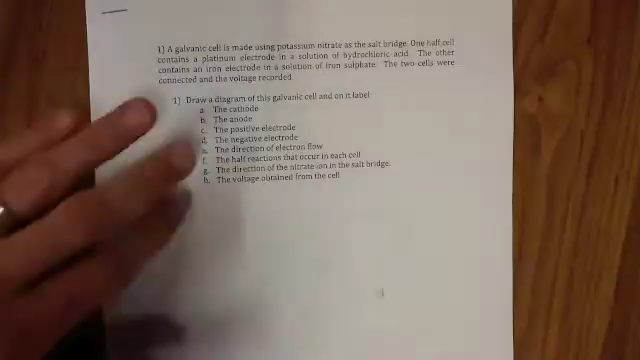 1) A galvanic cell is made using potassium nitrate as the salt bridge. One half cell
contains a platinum electrode in a solution of hydrochloric acid. The other
contains an iron electrode in a solution of iron sulphate. The two cells were
connected and the voltage recorded.
1) Draw a diagram of this galvanic cell and on it label
a. The cathode
b. The anode
c. The positive electrode
d. The negative electrode
e. The direction of electron flow
f. The half reactions that occur in each cell
g. The direction of the nitrate ion in the salt bridge.
h. The voltage obtained from the cell